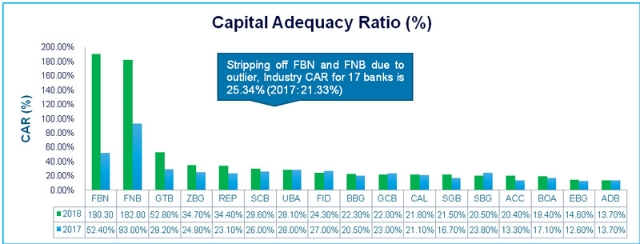 Capital Adequacy Ratio (%)
Stripping off FBN and FNB due to
outlier, Industry CAR for 17 banks is
25.34% (2017: 21.33%)
CAR (%)
200.00%
180.00%
160.00%
140.00%
120.00%
100.00%
80.00%
60.00%
40.00%
20.00%
0.00%
FBN FNB GTB ZBG REP SCB UBA FID BBG GCB CAL SGB SBG ACC BOA EBG ADB
2018 190.30 182.00 52.80% 34.70% 34.40% 29.60% 28.10% 24.30% 22.30% 22.00% 21.80% 21.50% 20.50% 20.40% 19.40% 14.60% 13.70%
2017 52.40% 93.00% 29.20% 24.90% 23.10% 26.00% 28.00% 27.00% 20.10% 23.00% 21.10% 16.70% 23.80% 13.30% 17.10% 12.60% 13.70%